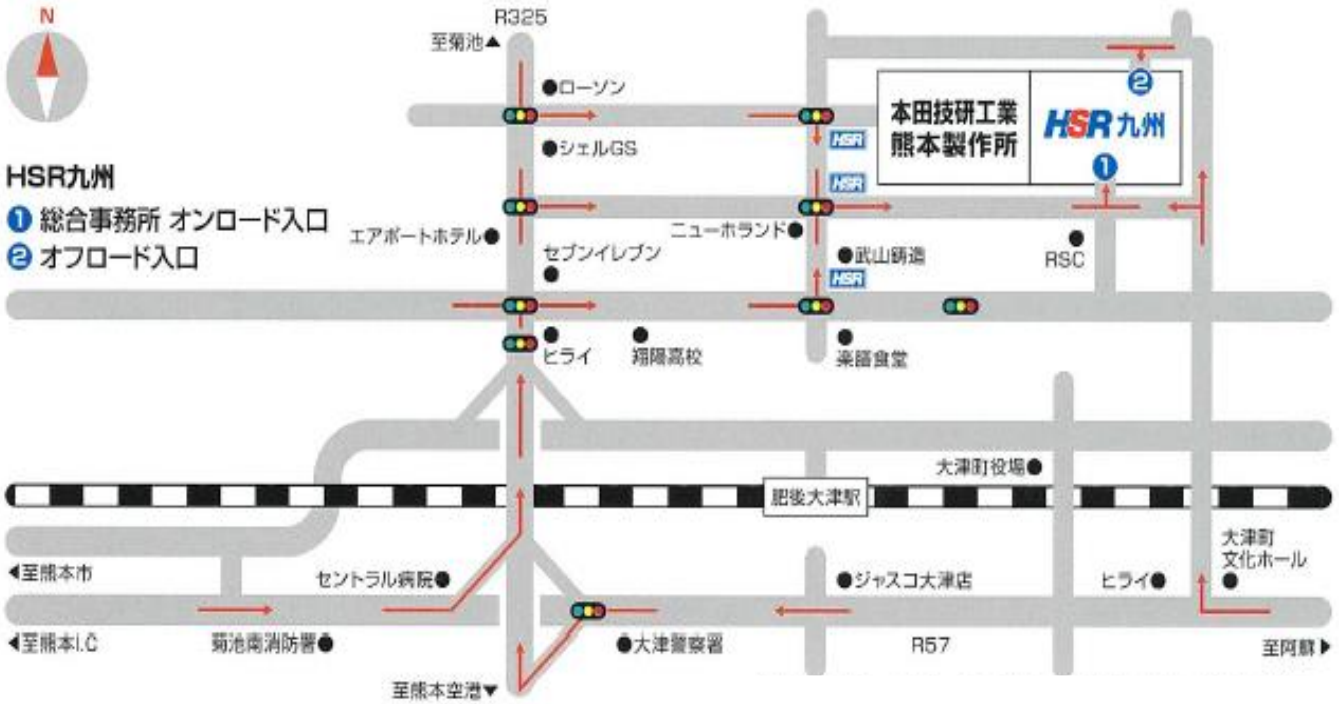 N
R325
至菊池▲
●ローソン
●シェルGS
HSR
HSR
HSR
本田技研工業
熊本製作所
HSR 九州
2
1
HSR九州
1 総合事務所 オンロード入口
2 オフロード入口
エアポートホテル●
セブンイレブン
ニューホランド●
●武山鋳造
RSC
ヒライ
翔陽高校
楽膳食堂
大津町役場●
肥後大津駅
◀至熊本市
セントラル病院●
●ジャスコ大津店
ヒライ●
大津町
文化ホール
◀至熊本I.C
菊池南消防署●
●大津警察署
R57
至阿蘇▶
至熊本空港▼